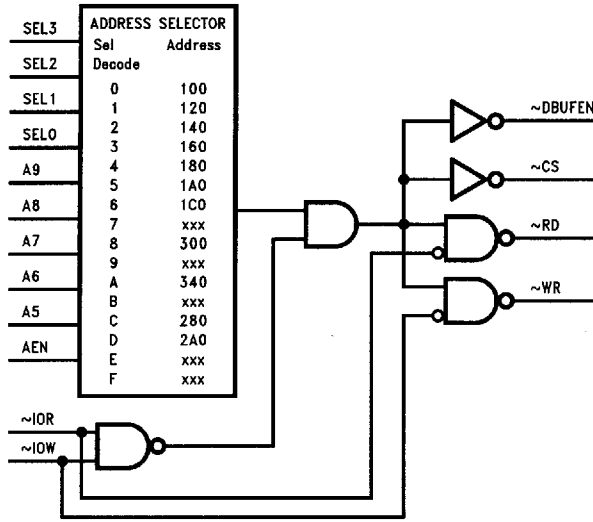 ADDRESS SELECTOR
Sel Address
Decode
0 100
1 120
2 140
3 160
4 180
5 1A0
6 1C0
7 xxx
8 300
9 xxx
A 340
B xxx
C 280
D 2A0
E xxx
F xxx
SEL3
SEL2
SEL1
SEL0
A9
A8
A7
A6
A5
AEN
~IOR
~IOW
~DBUFEN
~CS
~RD
~WR